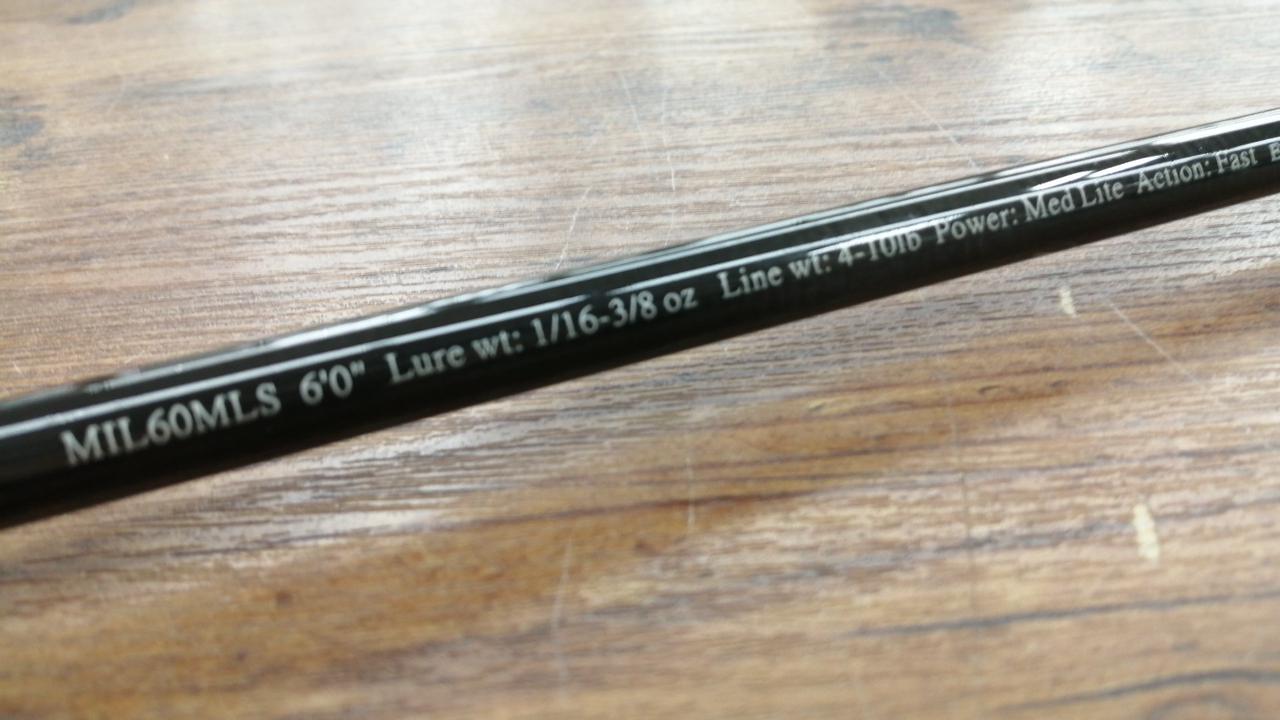 MIL60MLS 6'0" Lure wt: 1/16-3/8 oz Line wt: 4-10lb Power: Med Lite Action: Fast